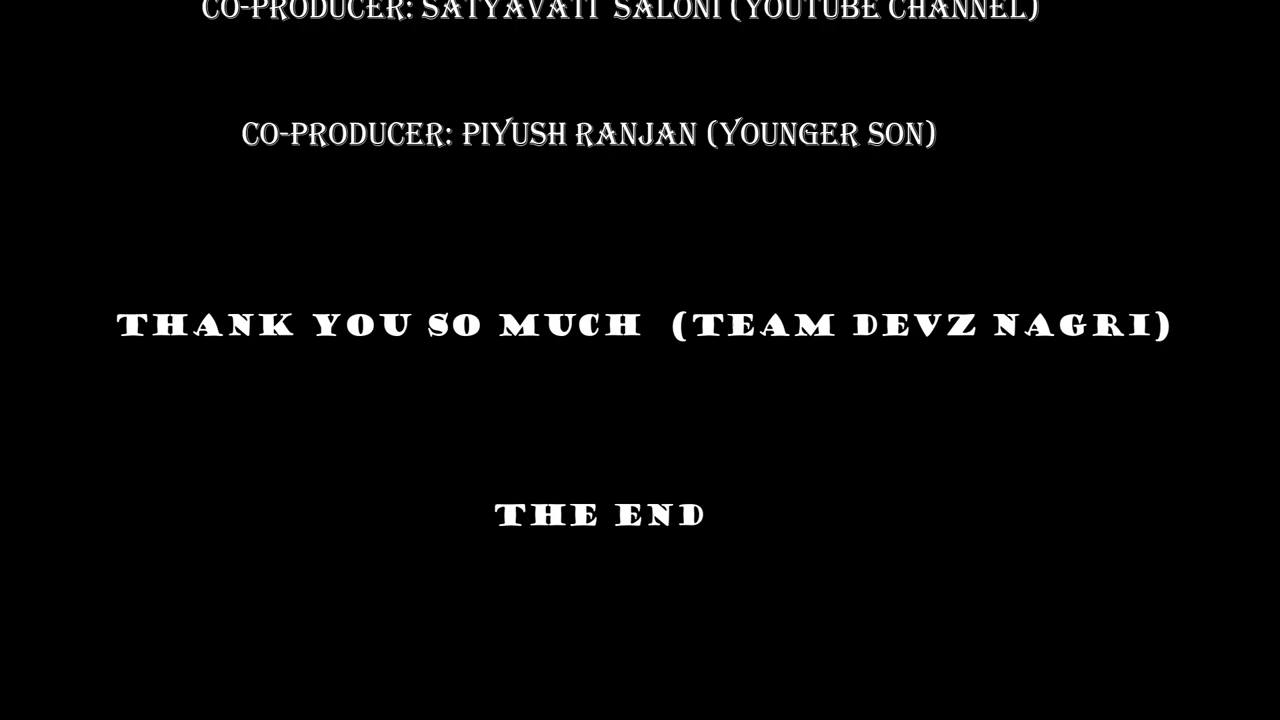 CO-PRODUCER: SATYAVATI SALONI (YOUTUBE CHANNEL)
CO-PRODUCER: PIYUSH RANJAN (YOUNGER SON)
THANK YOU SO MUCH (TEAM DEVZ NAGRI)
THE END